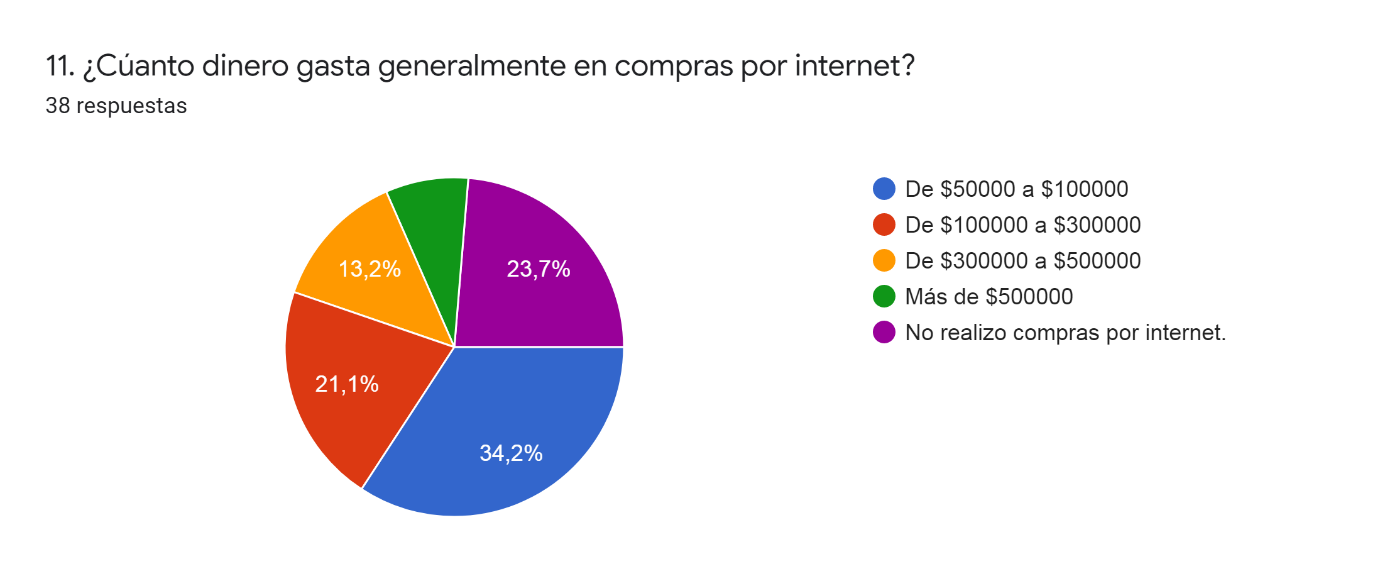 11. ¿Cúanto dinero gasta generalmente en compras por internet?
38 respuestas
De $50000 a $100000
De $100000 a $300000
De $300000 a $500000
Más de $500000
No realizo compras por internet.
13,2%
23,7%
21,1%
34,2%